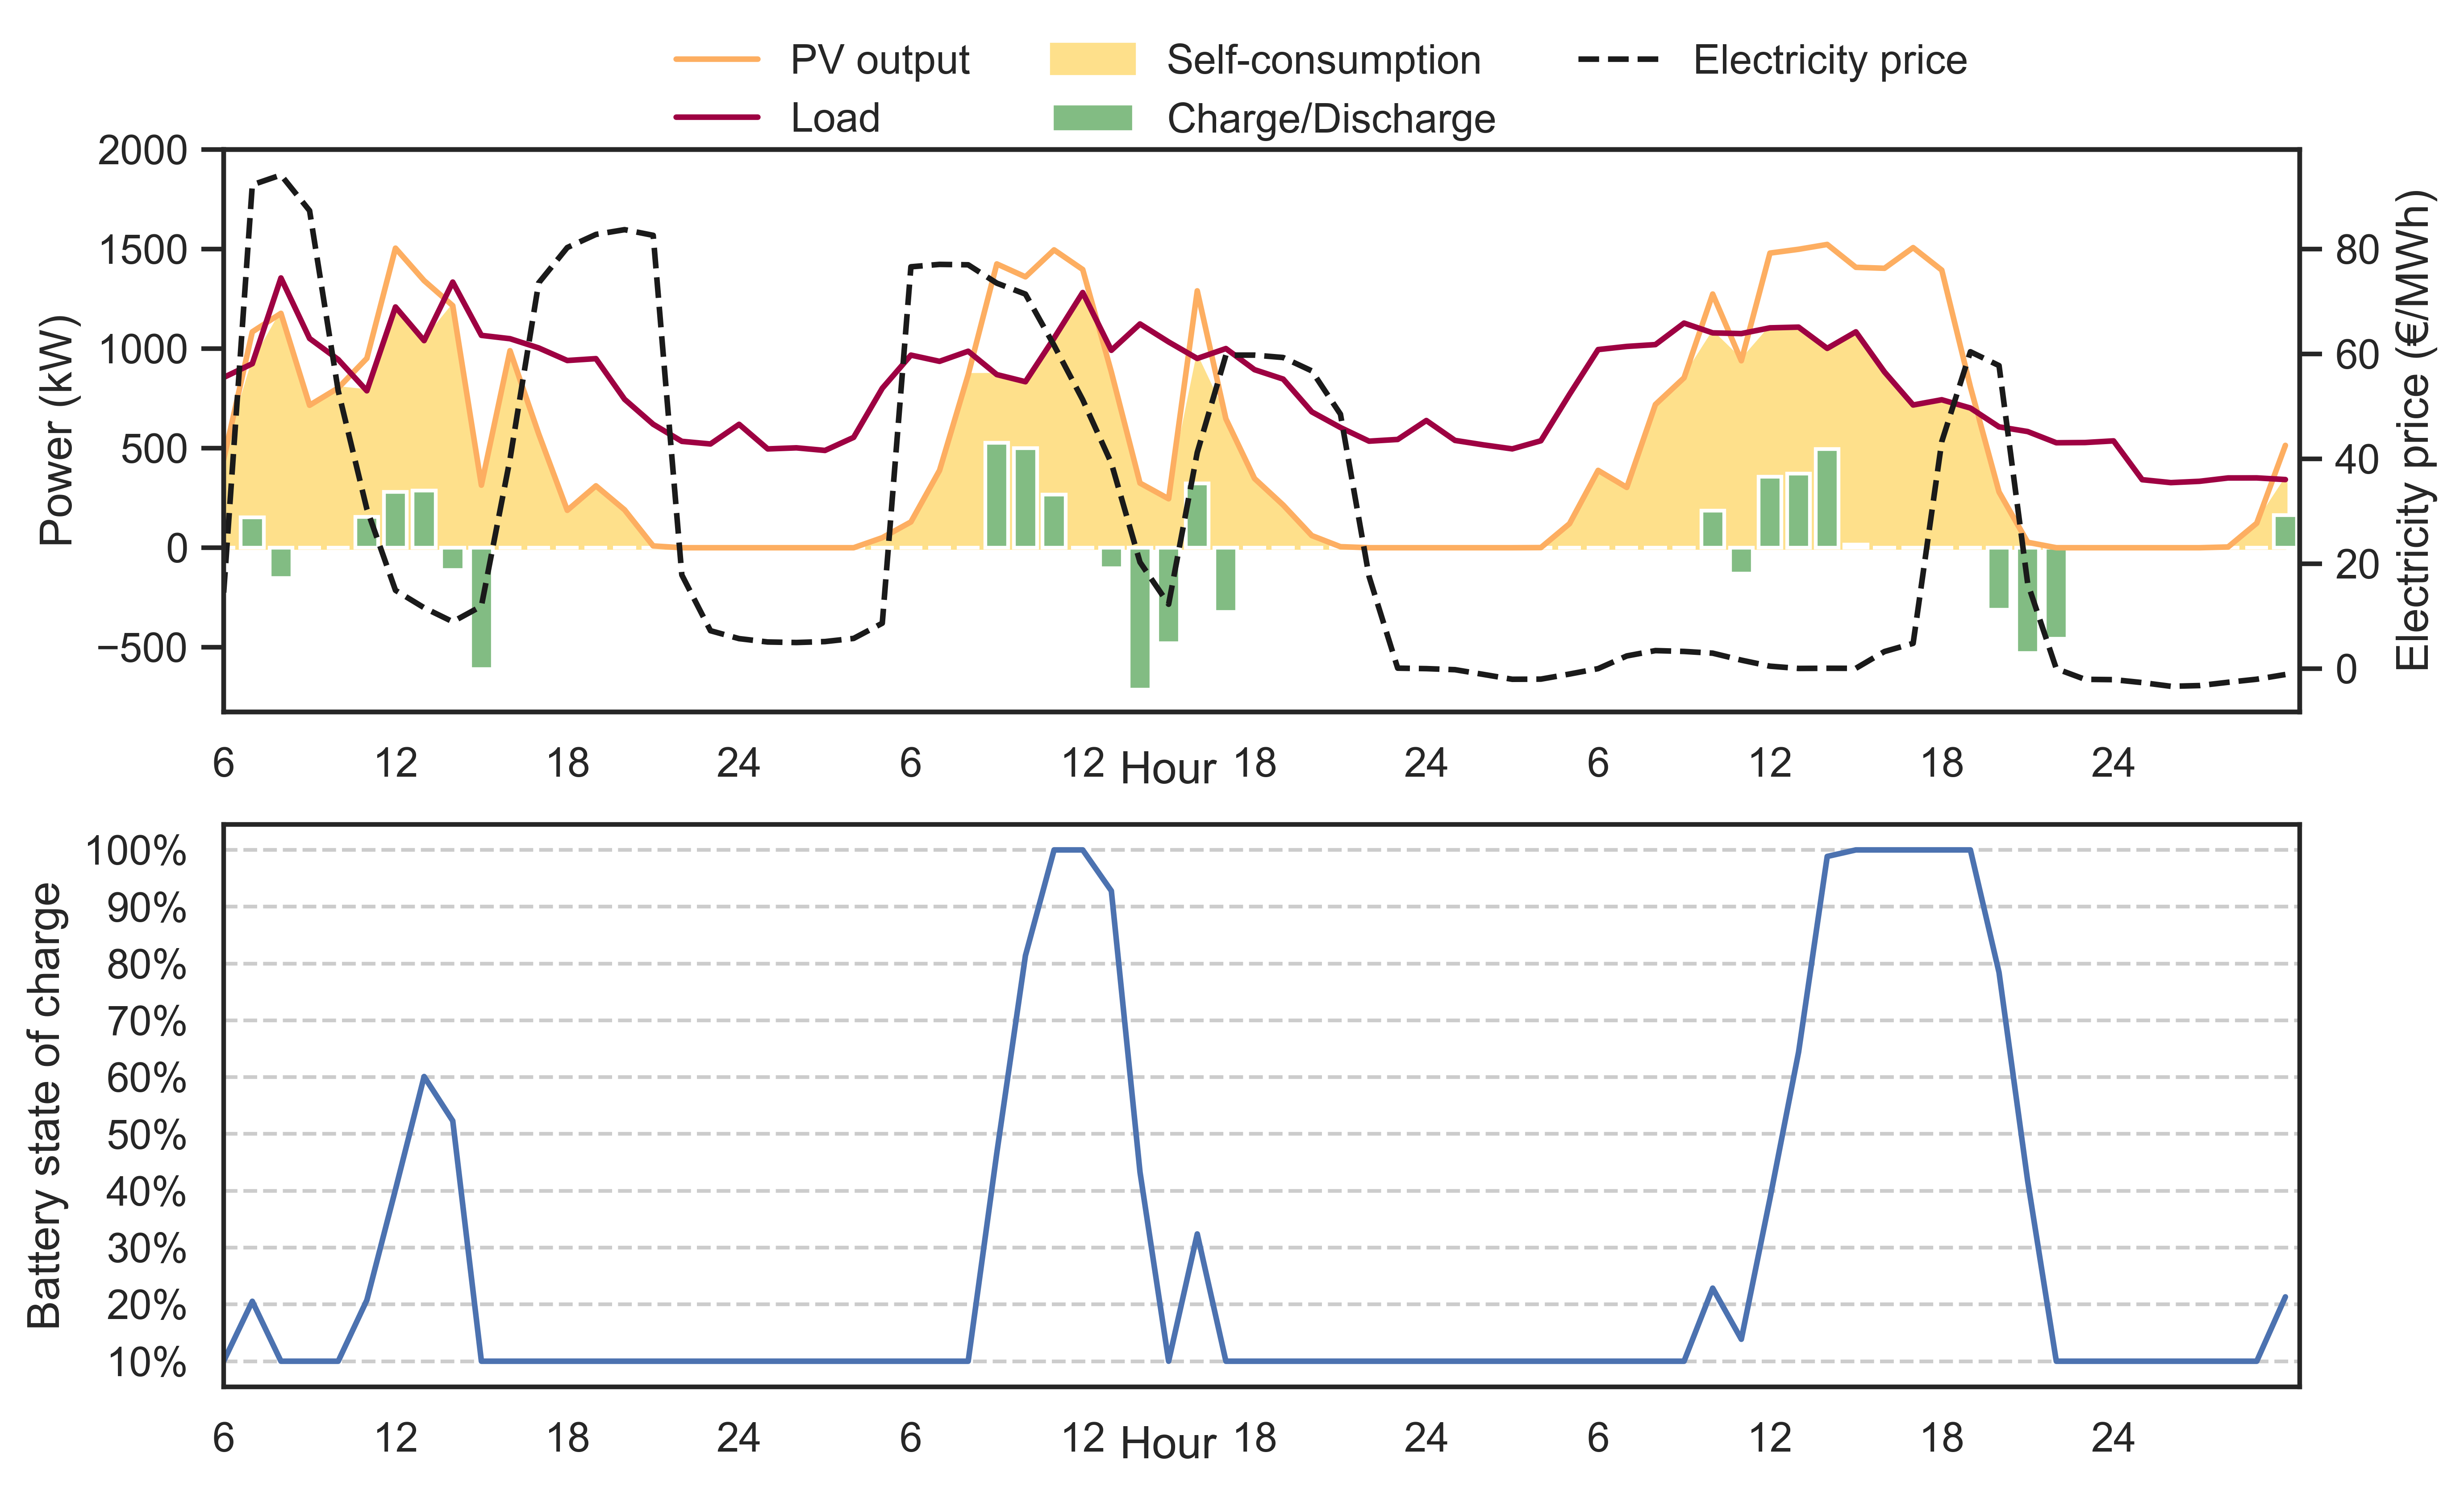 PV output
Self-consumption
Electricity price
Load
Charge/Discharge
2000
1500
1000
500
0
−500
Power (kW)
80
60
40
20
0
Electricity price (€/MWh)
6 12 18 24 6 12 18 24 6 12 18 24
Hour
100%
90%
80%
70%
60%
50%
40%
30%
20%
10%
Battery state of charge
6 12 18 24 6 12 18 24 6 12 18 24
Hour